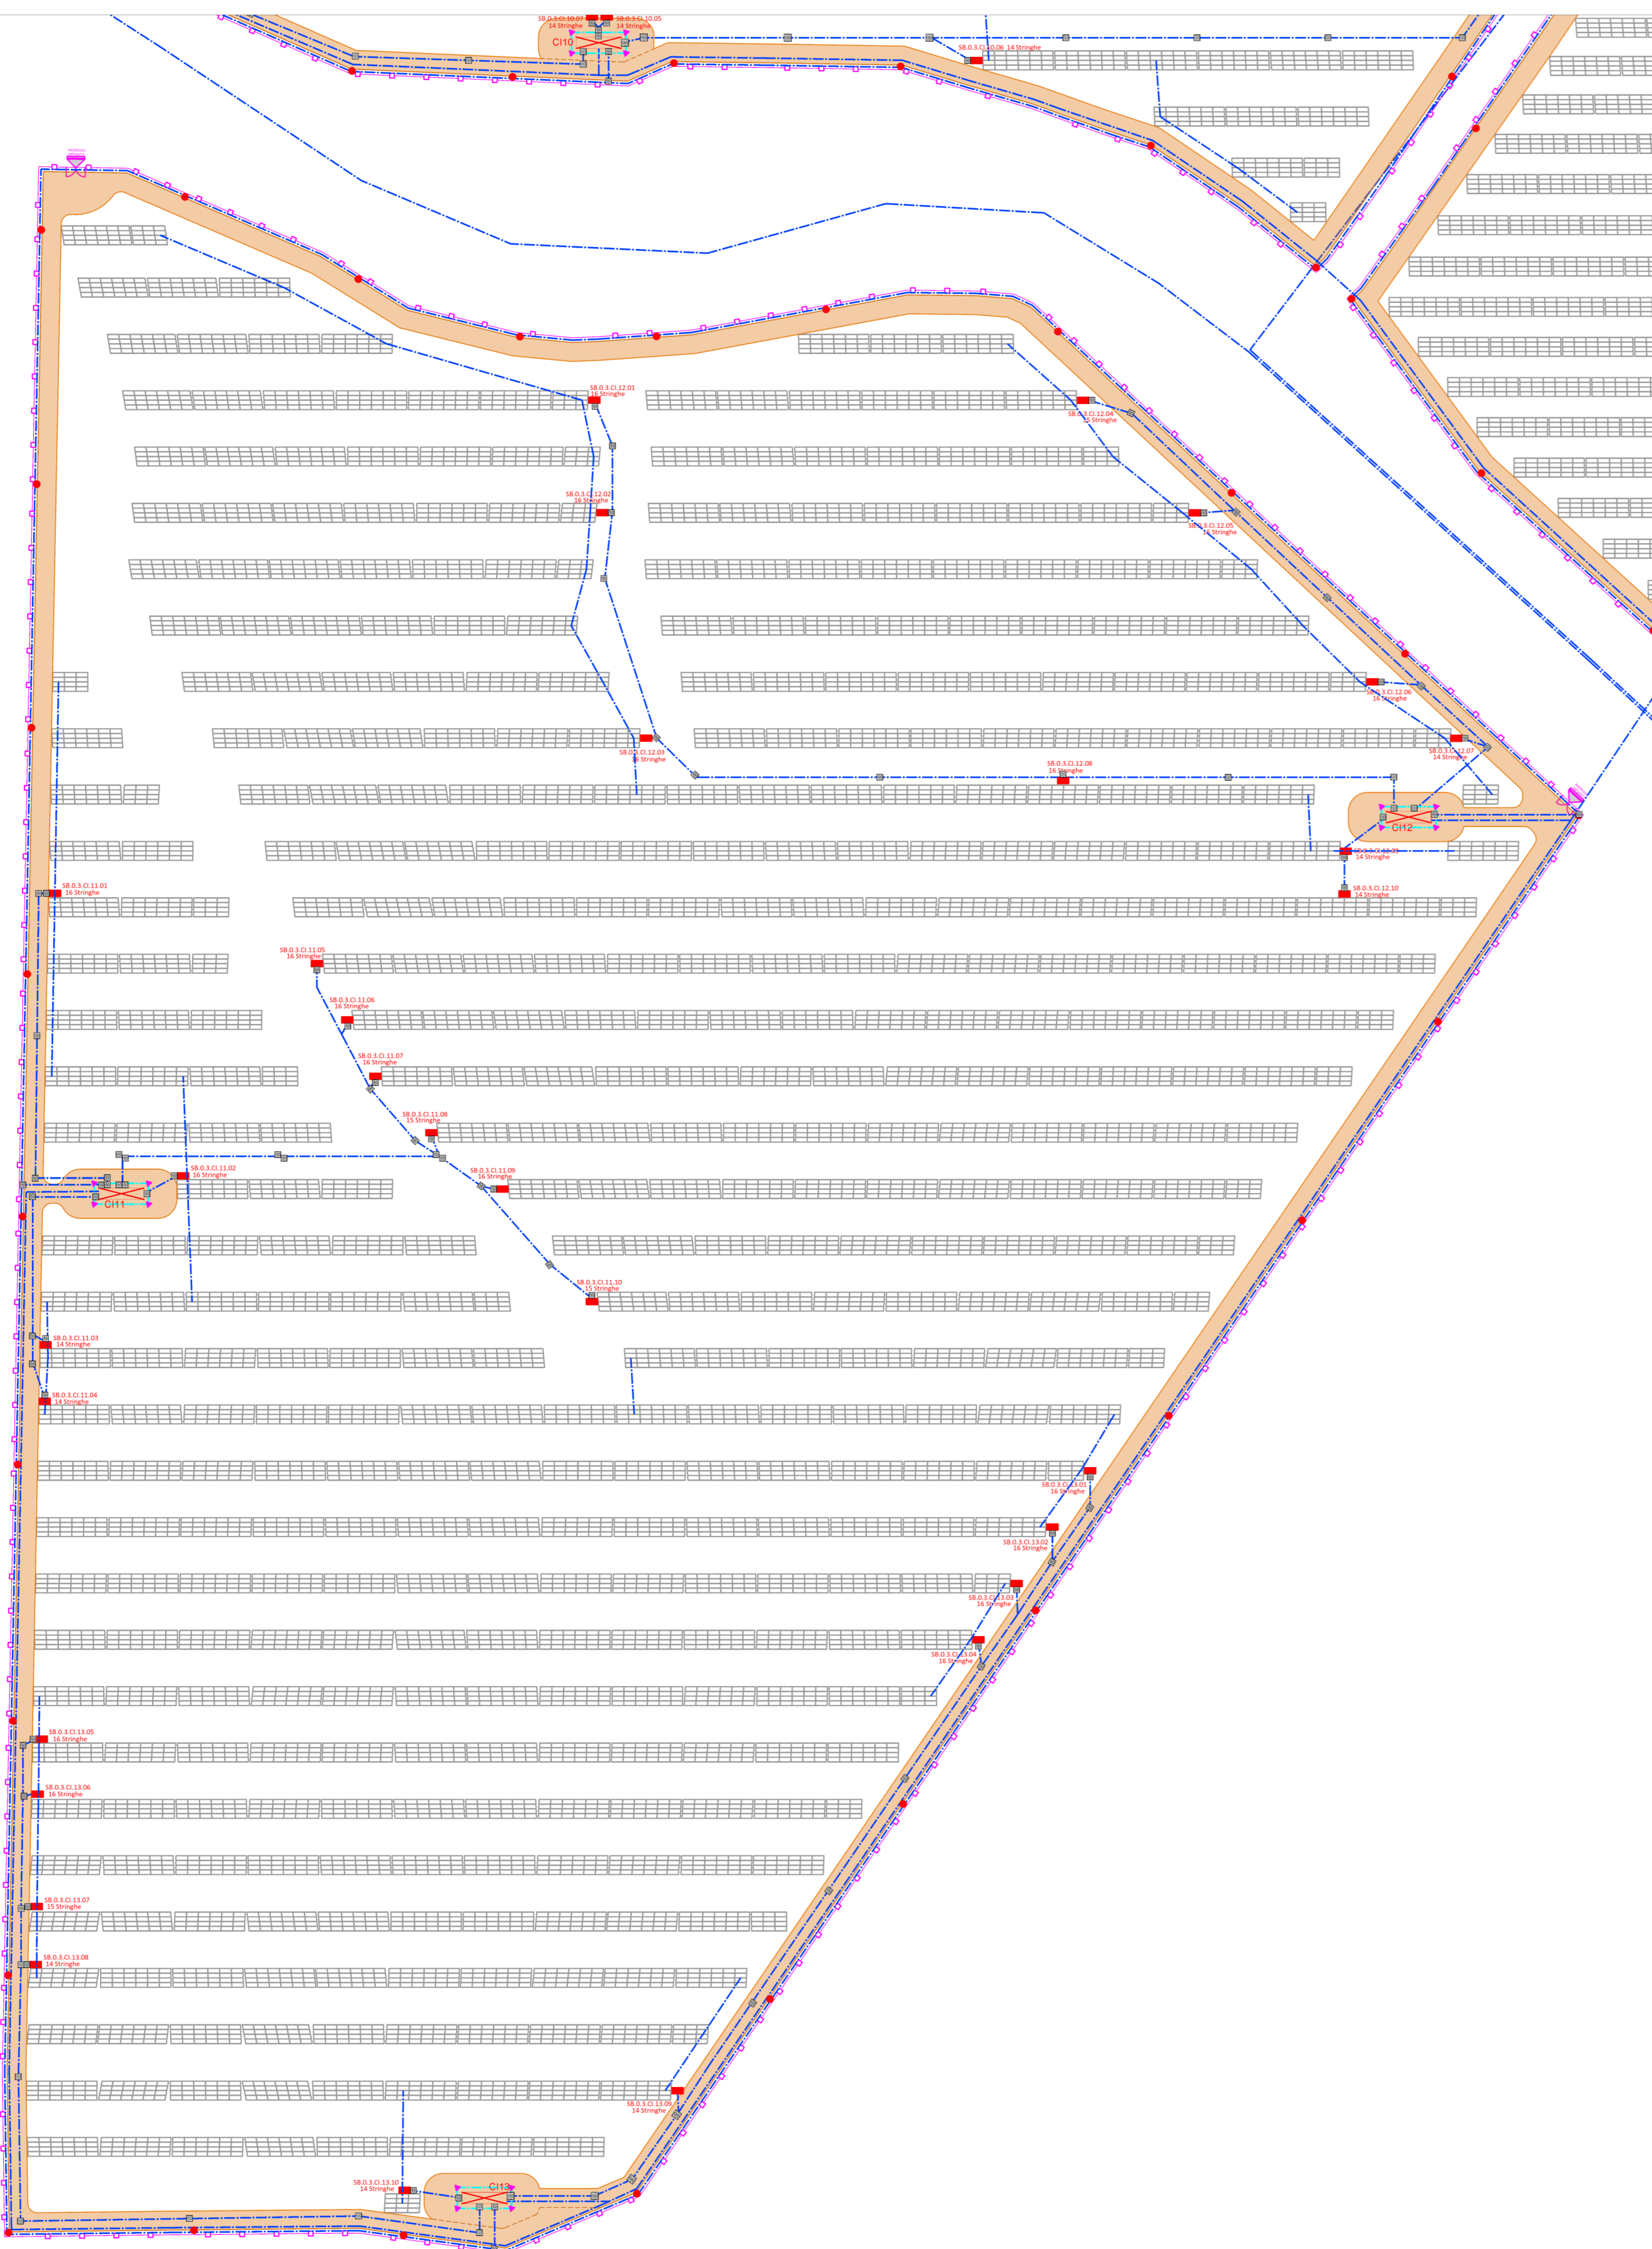 SB.0.3.CI.10.07
14 Stringhe
SB.0.3.CI.10.05
14 Stringhe
CI10
SB.0.3.CI.10.06 14 Stringhe
SB.0.3.CI.12.01
16 Stringhe
SB.0.3.CI.12.04
15 Stringhe
SB.0.3.CI.12.02
16 Stringhe
SB.0.3.CI.12.05
16 Stringhe
SB.0.3.CI.12.06
16 Stringhe
SB.0.3.CI.12.03
16 Stringhe
SB.0.3.CI.12.07
14 Stringhe
SB.0.3.CI.12.08
16 Stringhe
CI12
SB.0.3.CI.12.09
14 Stringhe
SB.0.3.CI.11.01
16 Stringhe
SB.0.3.CI.12.10
14 Stringhe
SB.0.3.CI.11.05
16 Stringhe
SB.0.3.CI.11.06
16 Stringhe
SB.0.3.CI.11.07
16 Stringhe
SB.0.3.CI.11.08
15 Stringhe
SB.0.3.CI.11.02
16 Stringhe
SB.0.3.CI.11.09
16 Stringhe
CI11
SB.0.3.CI.11.10
15 Stringhe
SB.0.3.CI.11.03
14 Stringhe
SB.0.3.CI.11.04
14 Stringhe
SB.0.3.CI.13.01
16 Stringhe
SB.0.3.CI.13.02
16 Stringhe
SB.0.3.CI.13.03
16 Stringhe
SB.0.3.CI.13.04
16 Stringhe
SB.0.3.CI.13.05
16 Stringhe
SB.0.3.CI.13.06
16 Stringhe
SB.0.3.CI.13.07
15 Stringhe
SB.0.3.CI.13.08
14 Stringhe
SB.0.3.CI.13.09
14 Stringhe
SB.0.3.CI.13.10
14 Stringhe
CI13